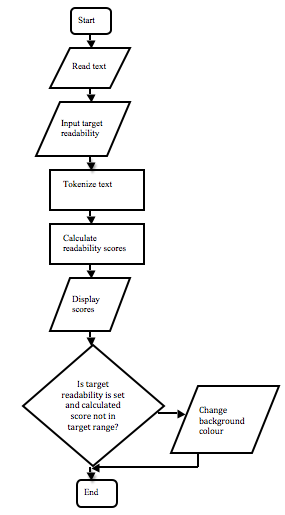 Start
Read text
Input target
readability
Tokenize text
Calculate
readability scores
Display
scores
Is target
readability is set
and calculated
score not in
target range?
Change
background
colour
End